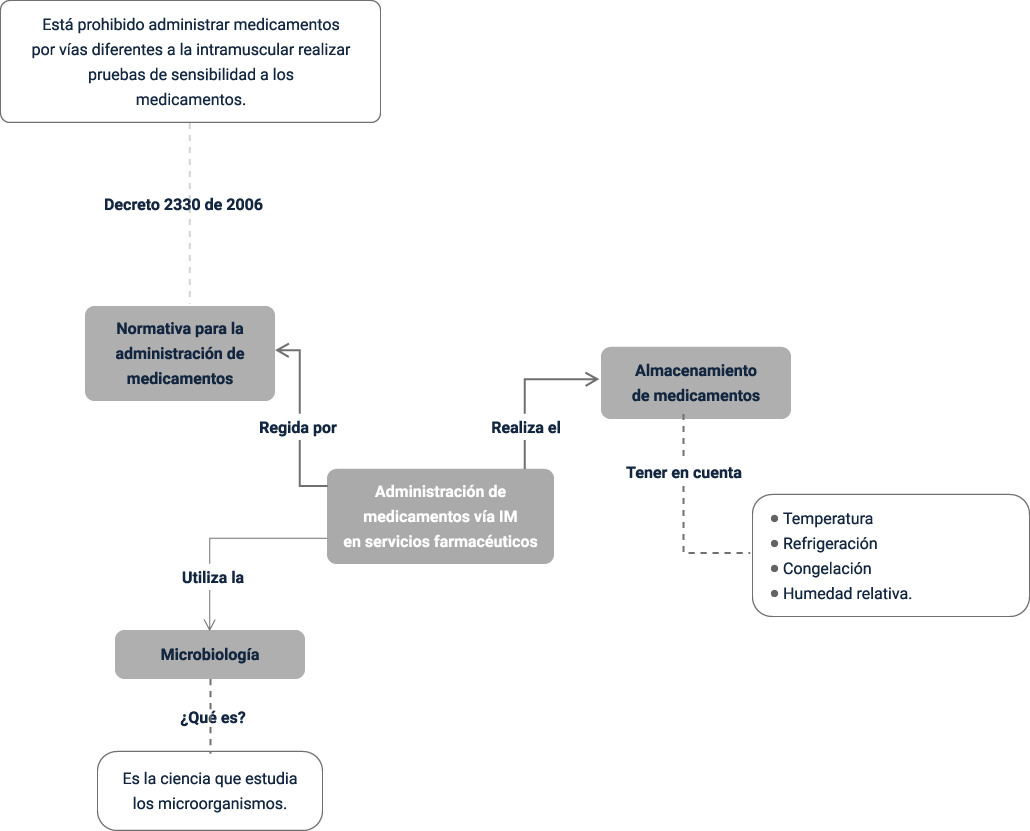 Está prohibido administrar medicamentos
por vías diferentes a la intramuscular realizar
pruebas de sensibilidad a los
medicamentos.
Decreto 2330 de 2006
Normativa para la
administración de
medicamentos
Almacenamiento
de medicamentos
Regida por
Realiza el
Tener en cuenta
Administración de
medicamentos vía IM
en servicios farmacéuticos
• Temperatura
• Refrigeración
• Congelación
• Humedad relativa.
Utiliza la
Microbiología
¿Qué es?
Es la ciencia que estudia
los microorganismos.